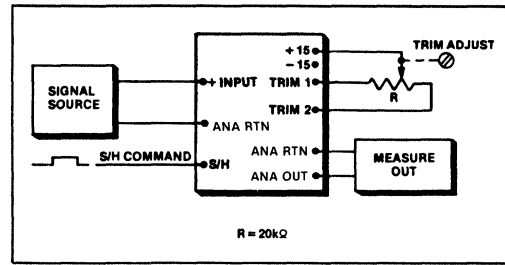 + 15
TRIM ADJUST
- 15
SIGNAL SOURCE
+ INPUT
TRIM 1
R
TRIM 2
ANA RTN
ANA RTN
MEASURE OUT
S/H COMMAND
S/H
ANA OUT
R = 20kΩ